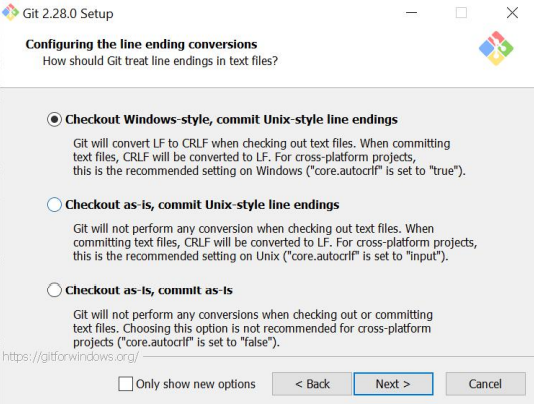 Git 2.28.0 Setup
Configuring the line ending conversions
How should Git treat line endings in text files?
Checkout Windows-style, commit Unix-style line endings
Git will convert LF to CRLF when checking out text files. When committing
text files, CRLF will be converted to LF. For cross-platform projects,
this is the recommended setting on Windows ("core.autocrlf" is set to "true").
Checkout as-is, commit Unix-style line endings
Git will not perform any conversion when checking out text files. When
committing text files, CRLF will be converted to LF. For cross-platform projects,
this is the recommended setting on Unix ("core.autocrlf" is set to "input").
Checkout as-is, commit as-is
Git will not perform any conversions when checking out or committing
text files. Choosing this option is not recommended for cross-platform
projects ("core.autocrlf" is set to "false").
https://gitforwindows.org/
Only show new options
< Back
Next >
Cancel